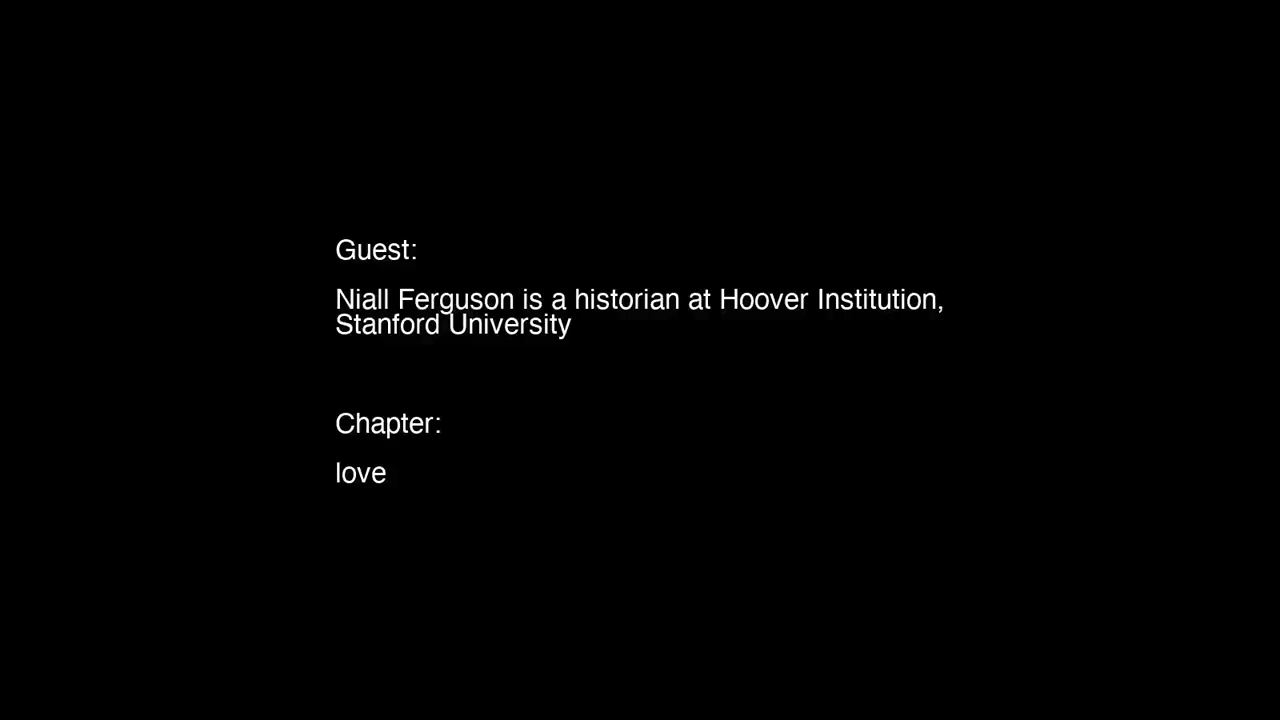 Guest:
Niall Ferguson is a historian at Hoover Institution,
Stanford University
Chapter:
love